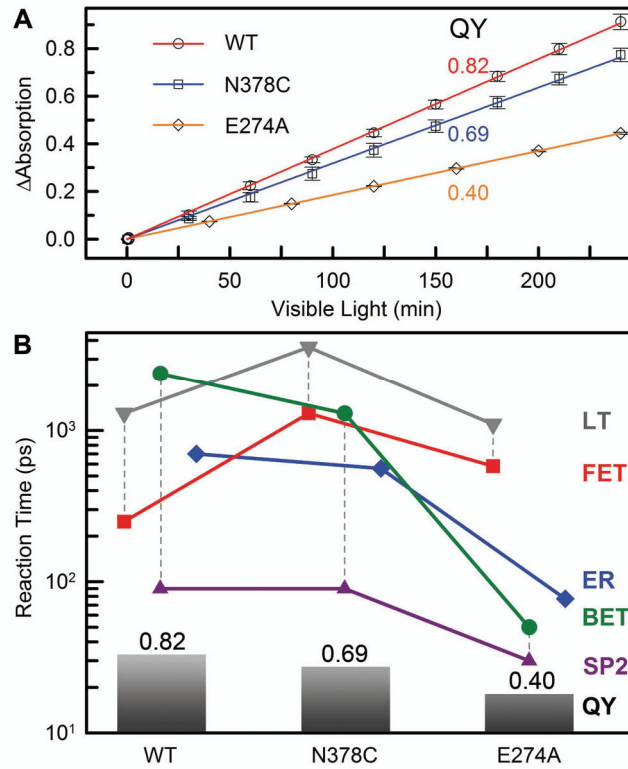 A
WT
N378C
E274A
QY
0.82
0.69
0.40
ΔAbsorption
0.8
0.6
0.4
0.2
0.0
0 50 100 150 200
Visible Light (min)
B
Reaction Time (ps)
10³
10²
10¹
LT
FET
ER
BET
SP2
QY
0.82
0.69
0.40
WT N378C E274A